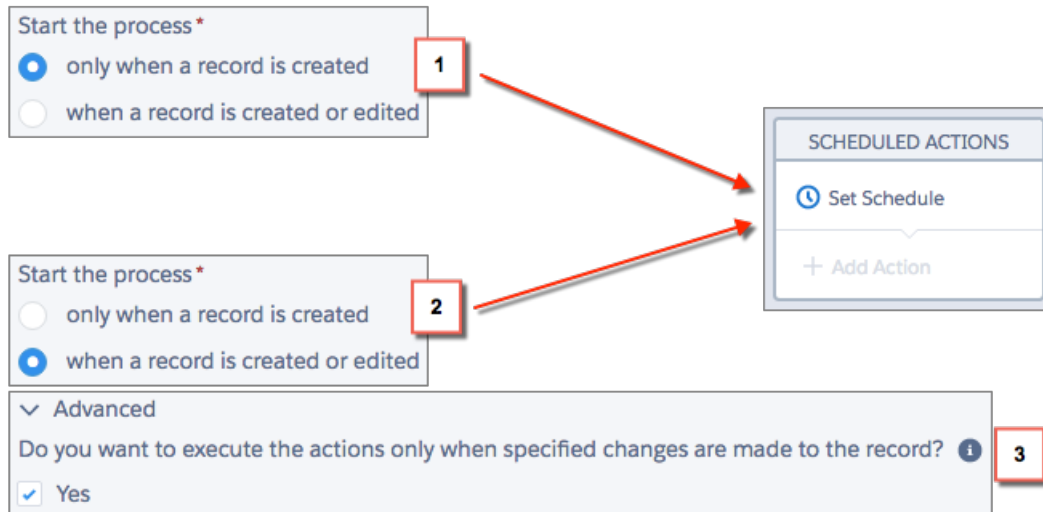 Start the process*
only when a record is created
when a record is created or edited
1
SCHEDULED ACTIONS
Set Schedule
+ Add Action
Start the process*
only when a record is created
when a record is created or edited
2
Advanced
Do you want to execute the actions only when specified changes are made to the record?
3
Yes